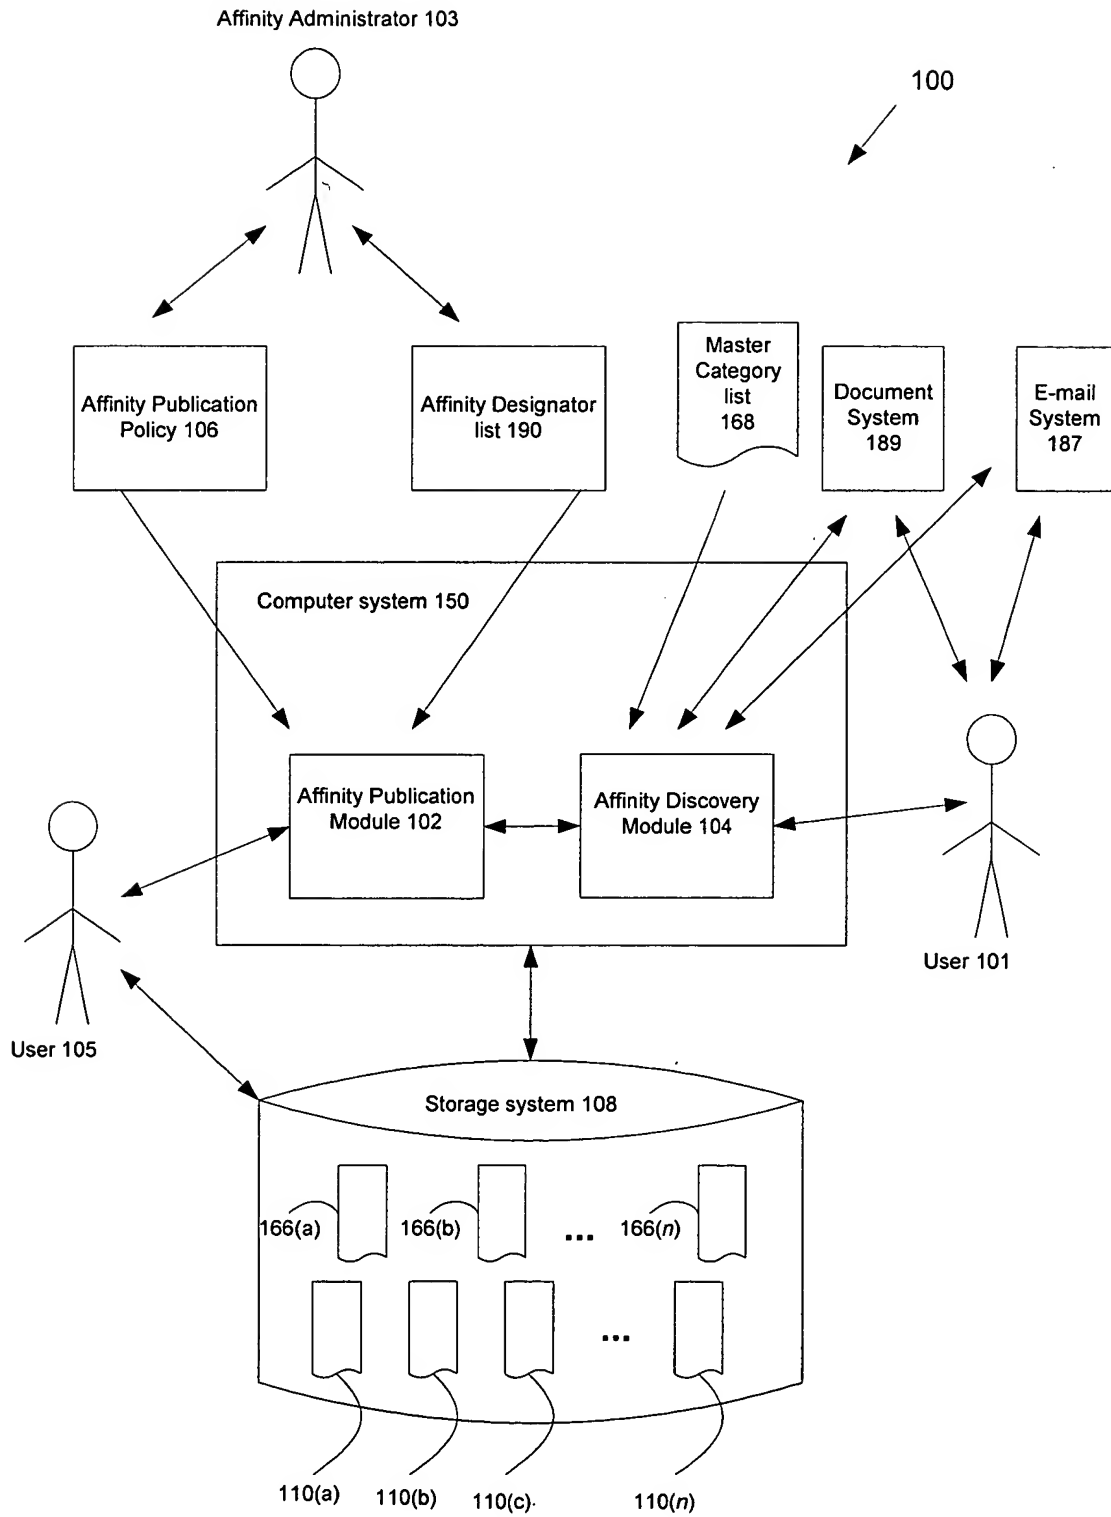 Affinity Administrator 103
100
Affinity Publication
Policy 106
Affinity Designator
list 190
Master
Category
list
168
Document
System
189
E-mail
System
187
Computer system 150
Affinity Publication
Module 102
Affinity Discovery
Module 104
User 101
User 105
Storage system 108
166(a)
166(b)
...
166(n)
...
110(a)
110(b)
110(c)
110(n)